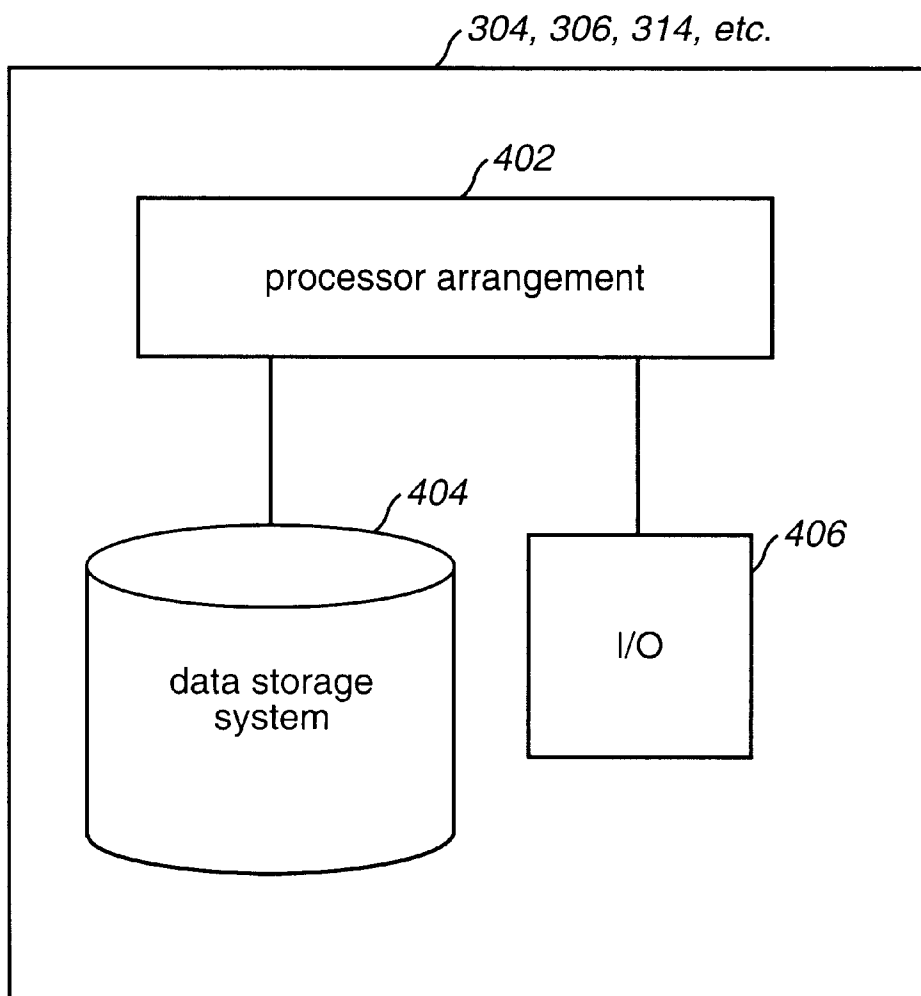 304, 306, 314, etc.
402
processor arrangement
404
406
data storage
system
I/O